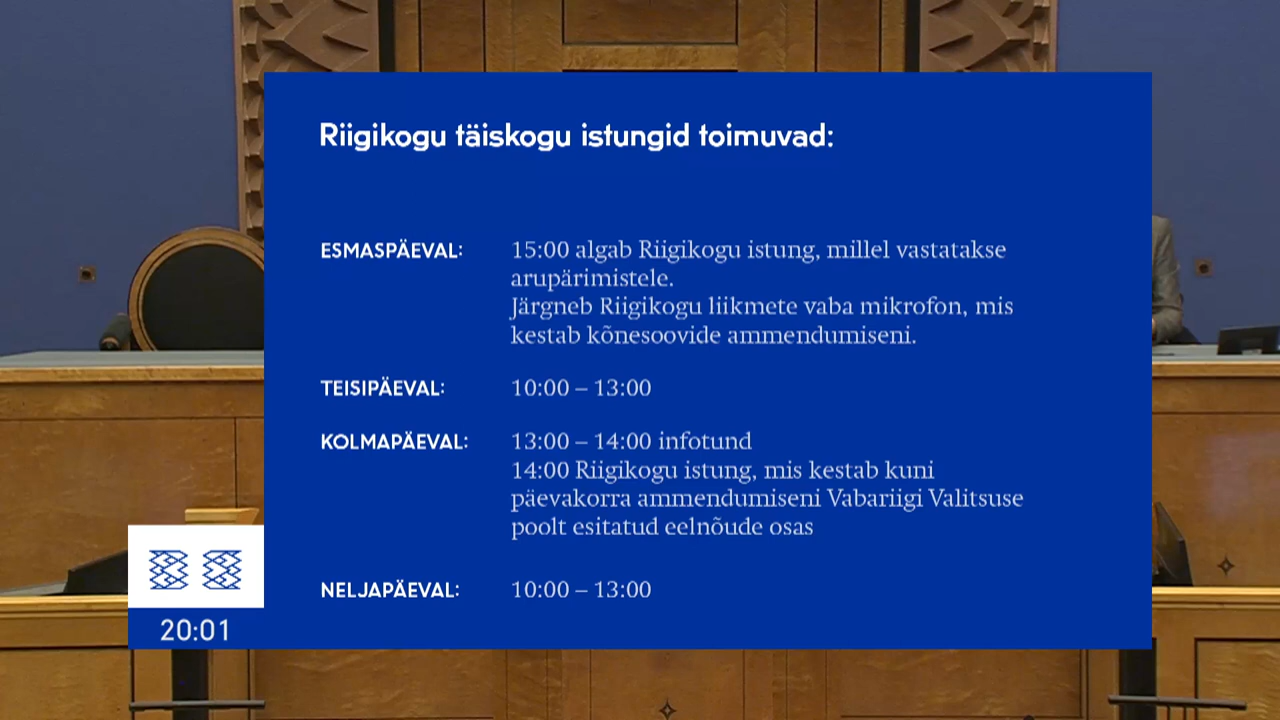 Riigikogu täiskogu istungid toimuvad:
ESMASPÄEVAL: 15:00 algab Riigikogu istung, millel vastatakse
arupärimistele.
Järgneb Riigikogu liikmete vaba mikrofon, mis
kestab kõnesoovide ammendumiseni.
TEISIPÄEVAL: 10:00 – 13:00
KOLMAPÄEVAL: 13:00 – 14:00 infotund
14:00 Riigikogu istung, mis kestab kuni
päevakorra ammendumiseni Vabariigi Valitsuse
poolt esitatud eelnõude osas
NELJAPÄEVAL: 10:00 – 13:00
20:01